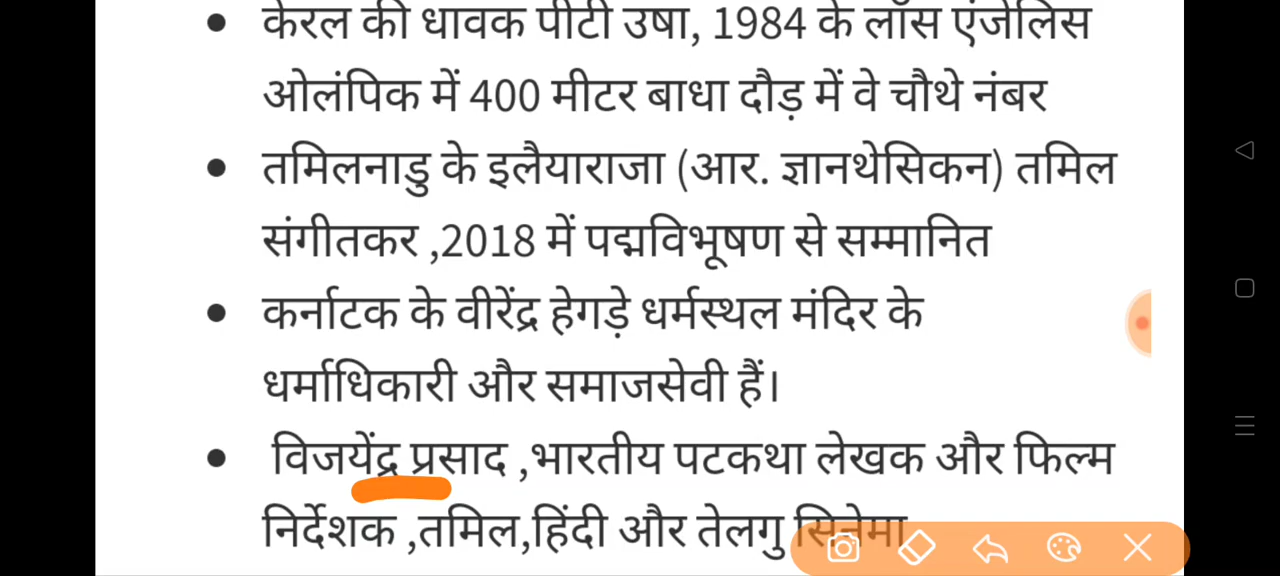 केरल की धावक पीटी उषा, 1984 के लॉस एंजेलिस
ओलंपिक में 400 मीटर बाधा दौड़ में वे चौथे नंबर
तमिलनाडु के इलैयाराजा (आर. ज्ञानथेसिकन) तमिल
संगीतकर ,2018 में पद्मविभूषण से सम्मानित
कर्नाटक के वीरेंद्र हेगड़े धर्मस्थल मंदिर के
धर्माधिकारी और समाजसेवी हैं।
विजयेंद्र प्रसाद ,भारतीय पटकथा लेखक और फिल्म
निर्देशक ,तमिल,हिंदी और तेलगु सिनेमा